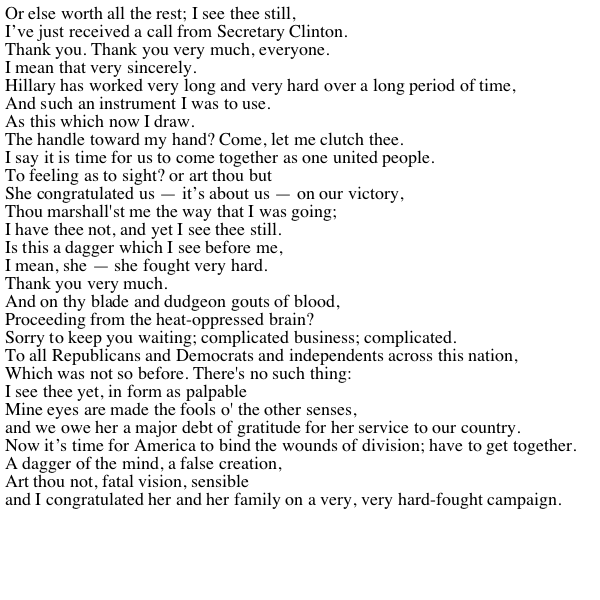 Or else worth all the rest; I see thee still,
I’ve just received a call from Secretary Clinton.
Thank you. Thank you very much, everyone.
I mean that very sincerely.
Hillary has worked very long and very hard over a long period of time,
And such an instrument I was to use.
As this which now I draw.
The handle toward my hand? Come, let me clutch thee.
I say it is time for us to come together as one united people.
To feeling as to sight? or art thou but
She congratulated us — it’s about us — on our victory,
Thou marshall'st me the way that I was going;
I have thee not, and yet I see thee still.
Is this a dagger which I see before me,
I mean, she — she fought very hard.
Thank you very much.
And on thy blade and dudgeon gouts of blood,
Proceeding from the heat-oppressed brain?
Sorry to keep you waiting; complicated business; complicated.
To all Republicans and Democrats and independents across this nation,
Which was not so before. There's no such thing:
I see thee yet, in form as palpable
Mine eyes are made the fools o' the other senses,
and we owe her a major debt of gratitude for her service to our country.
Now it’s time for America to bind the wounds of division; have to get together.
A dagger of the mind, a false creation,
Art thou not, fatal vision, sensible
and I congratulated her and her family on a very, very hard-fought campaign.